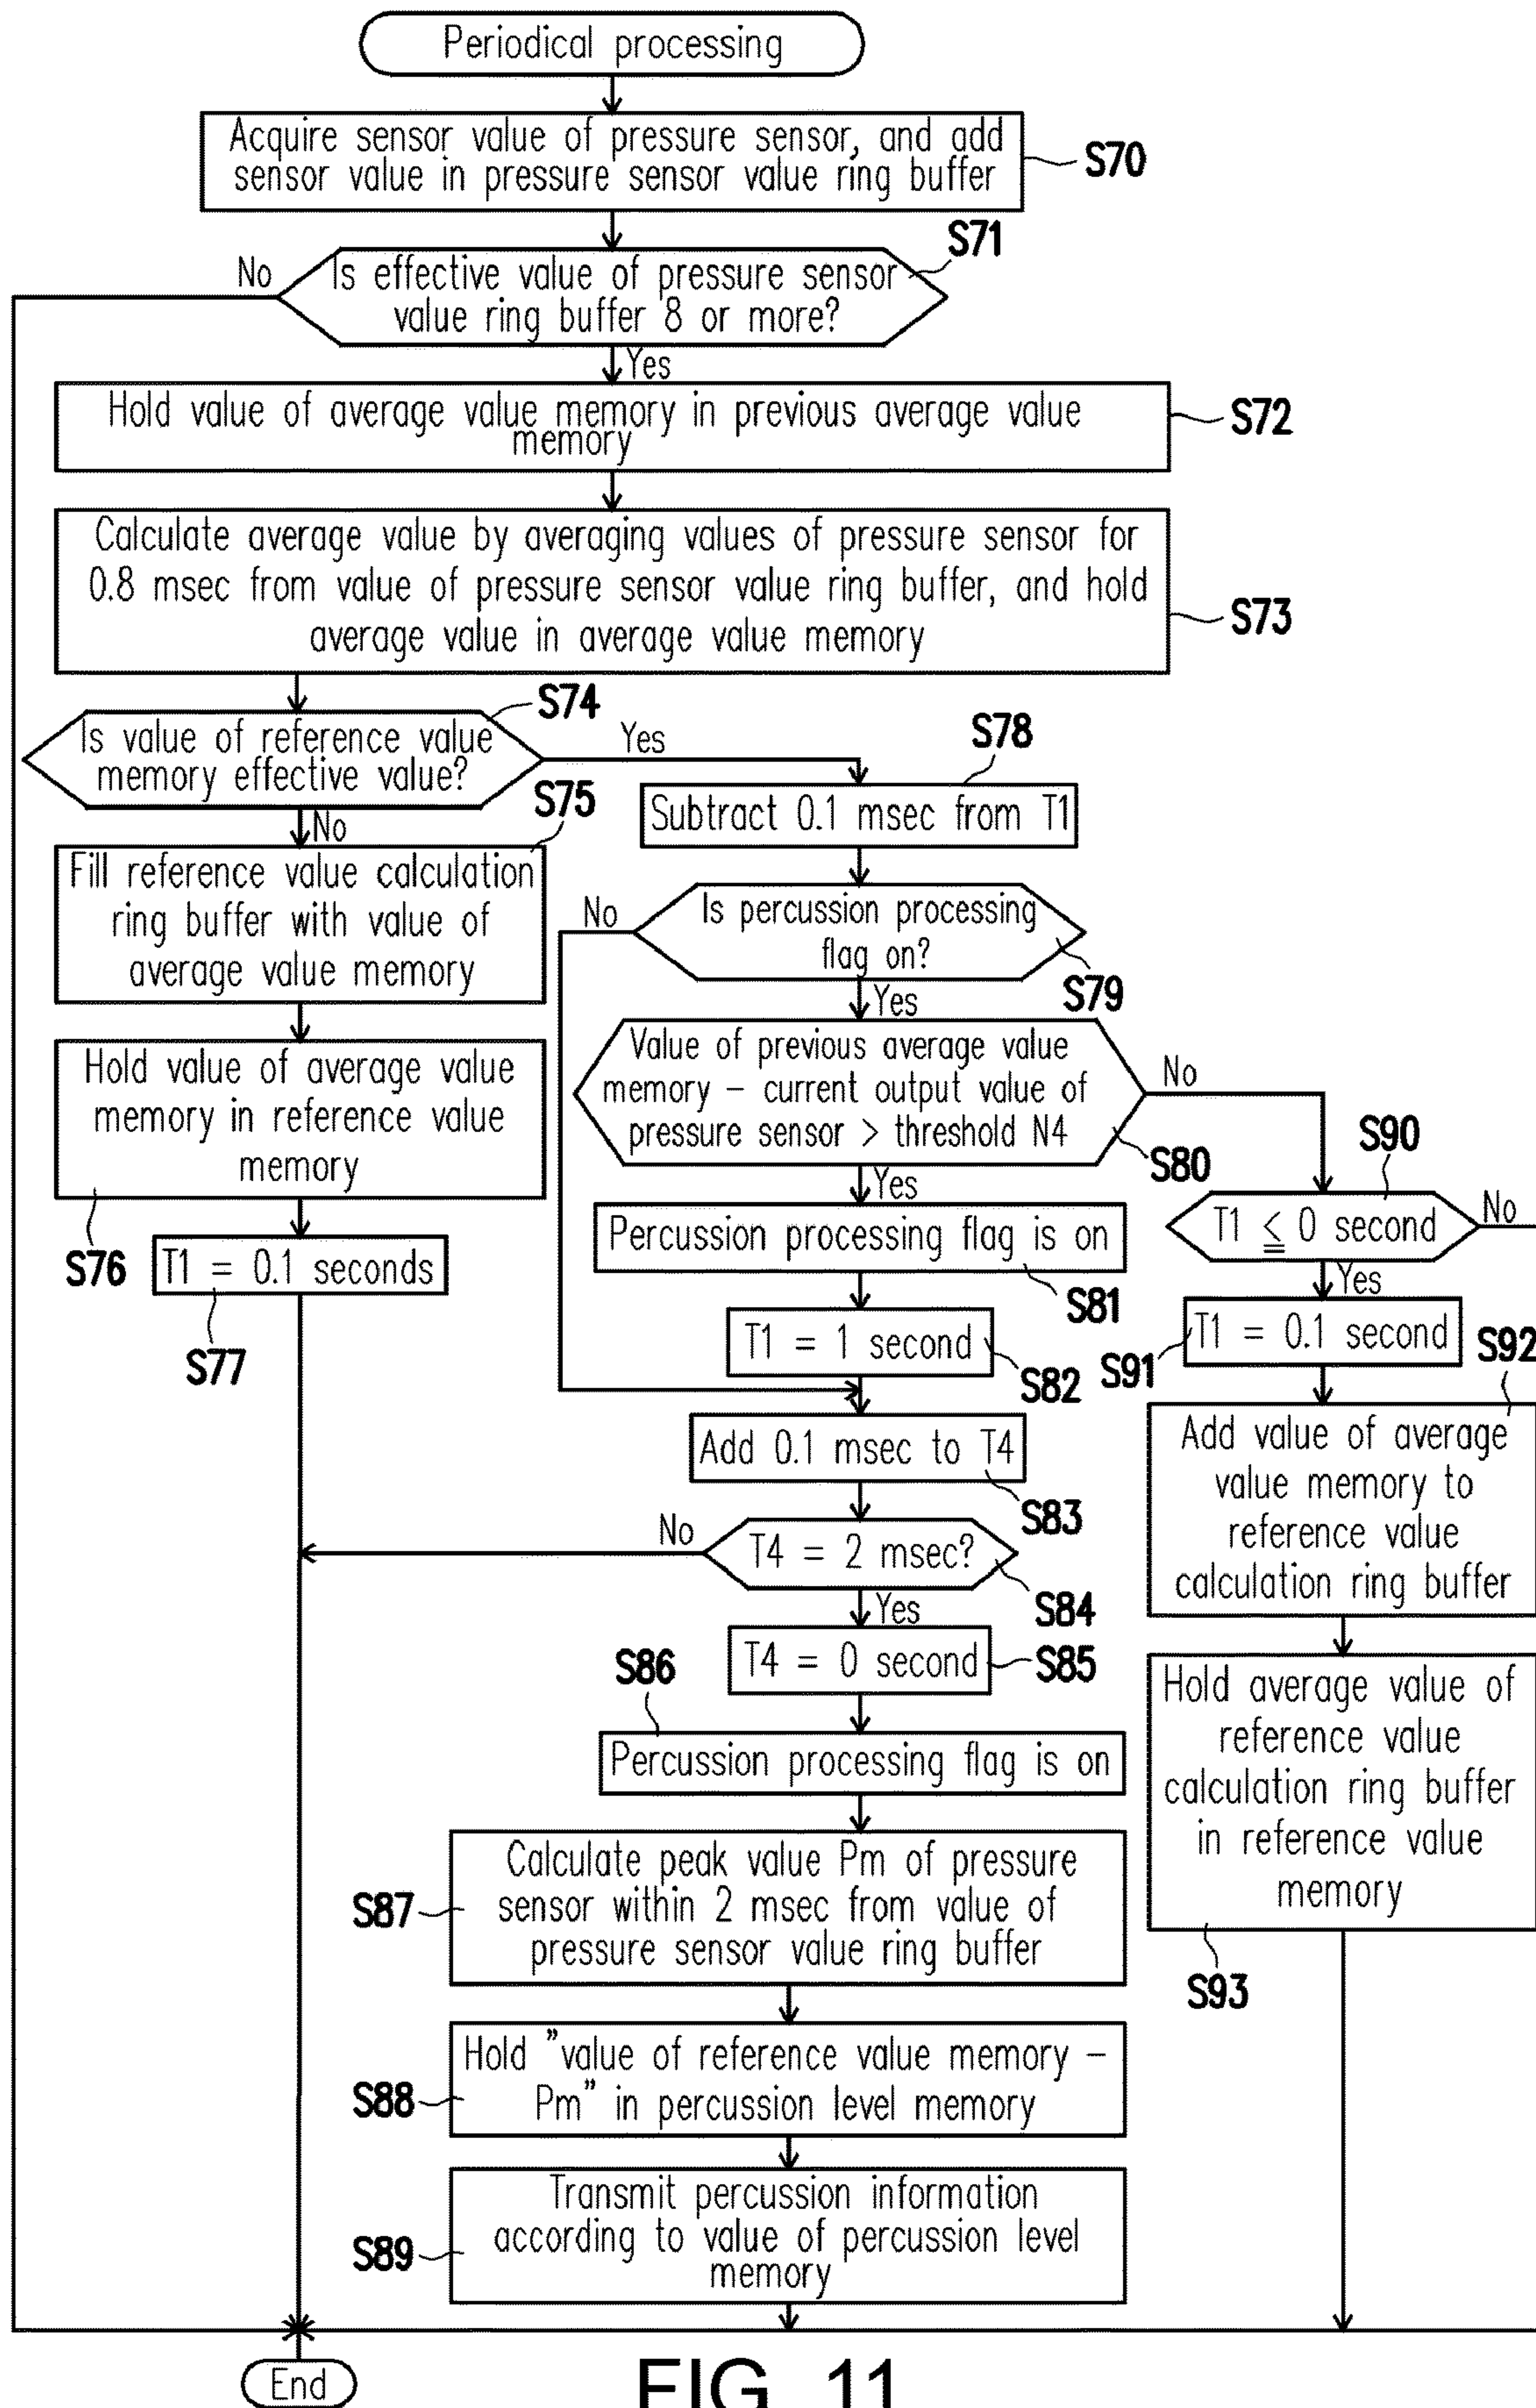 Periodical processing
Acquire sensor value of pressure sensor, and add
sensor value in pressure sensor value ring buffer
S70
S71
No
Is effective value of pressure sensor
value ring buffer 8 or more?
Yes
Hold value of average value memory in previous average value
memory
S72
Calculate average value by averaging values of pressure sensor for
0.8 msec from value of pressure sensor value ring buffer, and hold
average value in average value memory
S73
S74
Is value of reference value
memory effective value?
Yes
No
S75
Fill reference value calculation
ring buffer with value of
average value memory
Hold value of average value
memory in reference value
memory
S76
T1 = 0.1 seconds
S77
S78
Subtract 0.1 msec from T1
No
Is percussion processing
flag on?
S79
Yes
Value of previous average value
memory – current output value of
pressure sensor > threshold N4
S80
No
Yes
Percussion processing flag is on
S81
T1 = 1 second
S82
Add 0.1 msec to T4
S83
No
T4 = 2 msec?
S84
Yes
T4 = 0 second
S85
S86
Percussion processing flag is on
Calculate peak value Pm of pressure
sensor within 2 msec from value of
pressure sensor value ring buffer
S87
Hold ”value of reference value memory –
Pm” in percussion level memory
S88
Transmit percussion information
according to value of percussion level
memory
S89
S90
T1 ≦ 0 second
No
Yes
T1 = 0.1 second
S91
S92
Add value of average
value memory to
reference value
calculation ring buffer
Hold average value of
reference value
calculation ring buffer
in reference value
memory
S93
End
FIG. 11